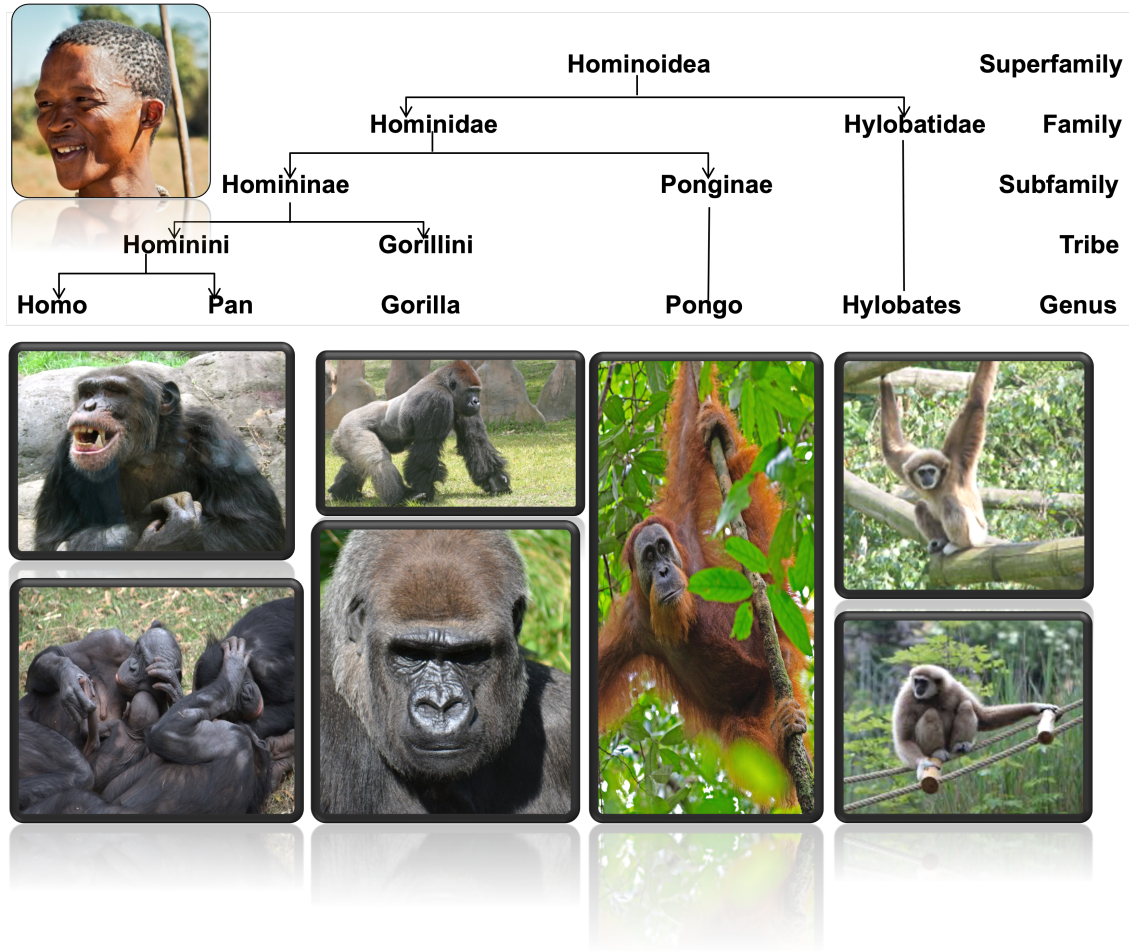 Hominoidea Superfamily
Hominidae Hylobatidae Family
Homininae Ponginae Subfamily
Hominini Gorillini Tribe
Homo Pan Gorilla Pongo Hylobates Genus